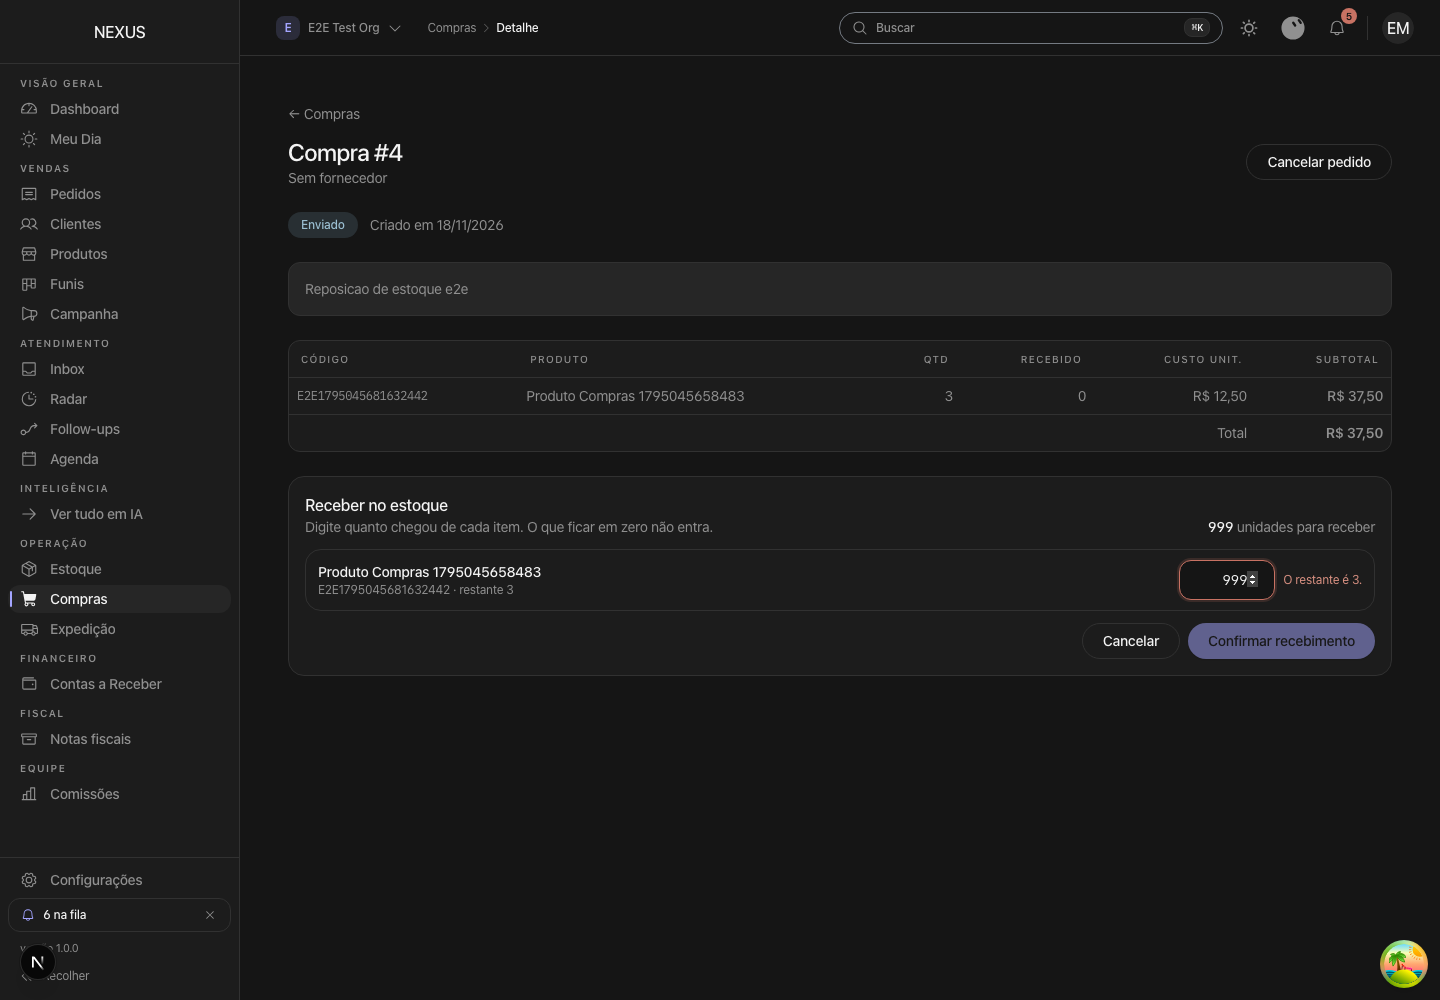 NEXUS
VISÃO GERAL
Dashboard
Meu Dia
VENDAS
Pedidos
Clientes
Produtos
Funis
Campanha
ATENDIMENTO
Inbox
Radar
Follow-ups
Agenda
INTELIGÊNCIA
Ver tudo em IA
OPERAÇÃO
Estoque
Compras
Expedição
FINANCEIRO
Contas a Receber
FISCAL
Notas fiscais
EQUIPE
Comissões
Configurações
6 na fila
1.0.0
N
E E2E Test Org Compras > Detalhe
Buscar ⌘K
5
EM
← Compras
Compra #4
Sem fornecedor
Cancelar pedido
Enviado Criado em 18/11/2026
Reposicao de estoque e2e
CÓDIGO PRODUTO QTD RECEBIDO CUSTO UNIT. SUBTOTAL
E2E1795045681632442 Produto Compras 1795045658483 3 0 R$ 12,50 R$ 37,50
Total R$ 37,50
Receber no estoque
Digite quanto chegou de cada item. O que ficar em zero não entra.
999 unidades para receber
Produto Compras 1795045658483
E2E1795045681632442 · restante 3
999 O restante é 3.
Cancelar Confirmar recebimento